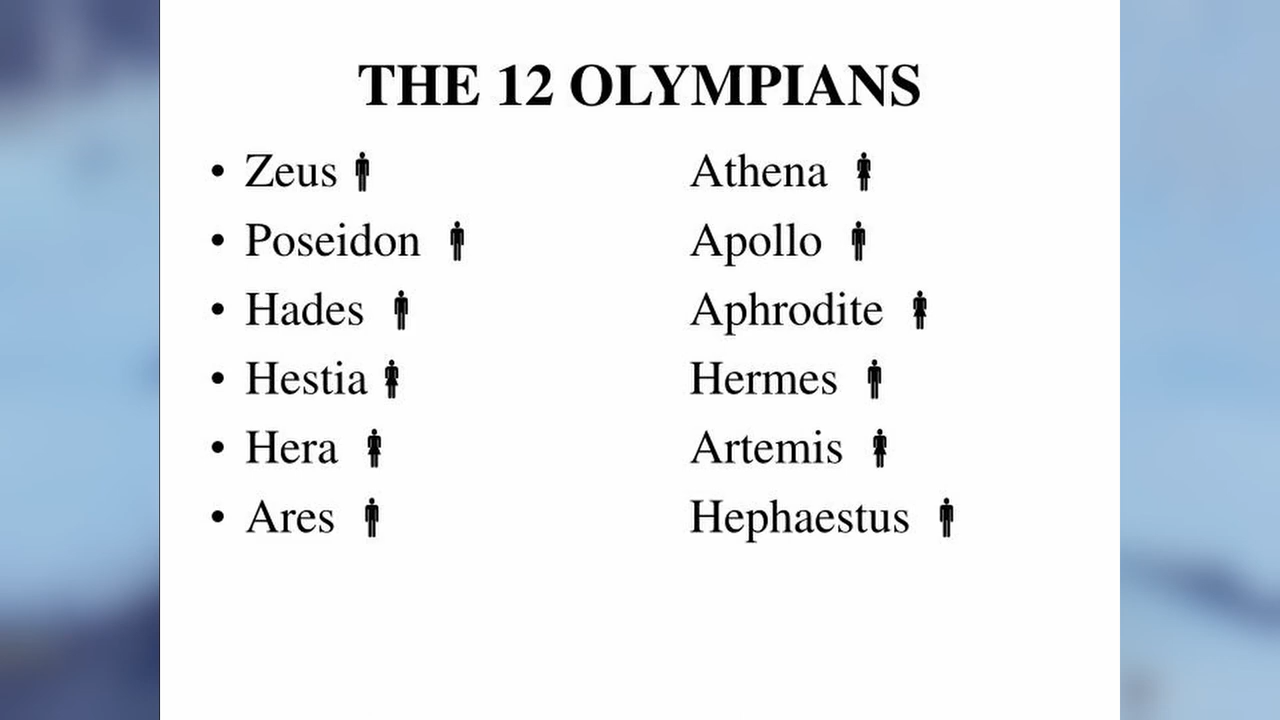 THE 12 OLYMPIANS
• Zeus
• Poseidon
• Hades
• Hestia
• Hera
• Ares
Athena
Apollo
Aphrodite
Hermes
Artemis
Hephaestus